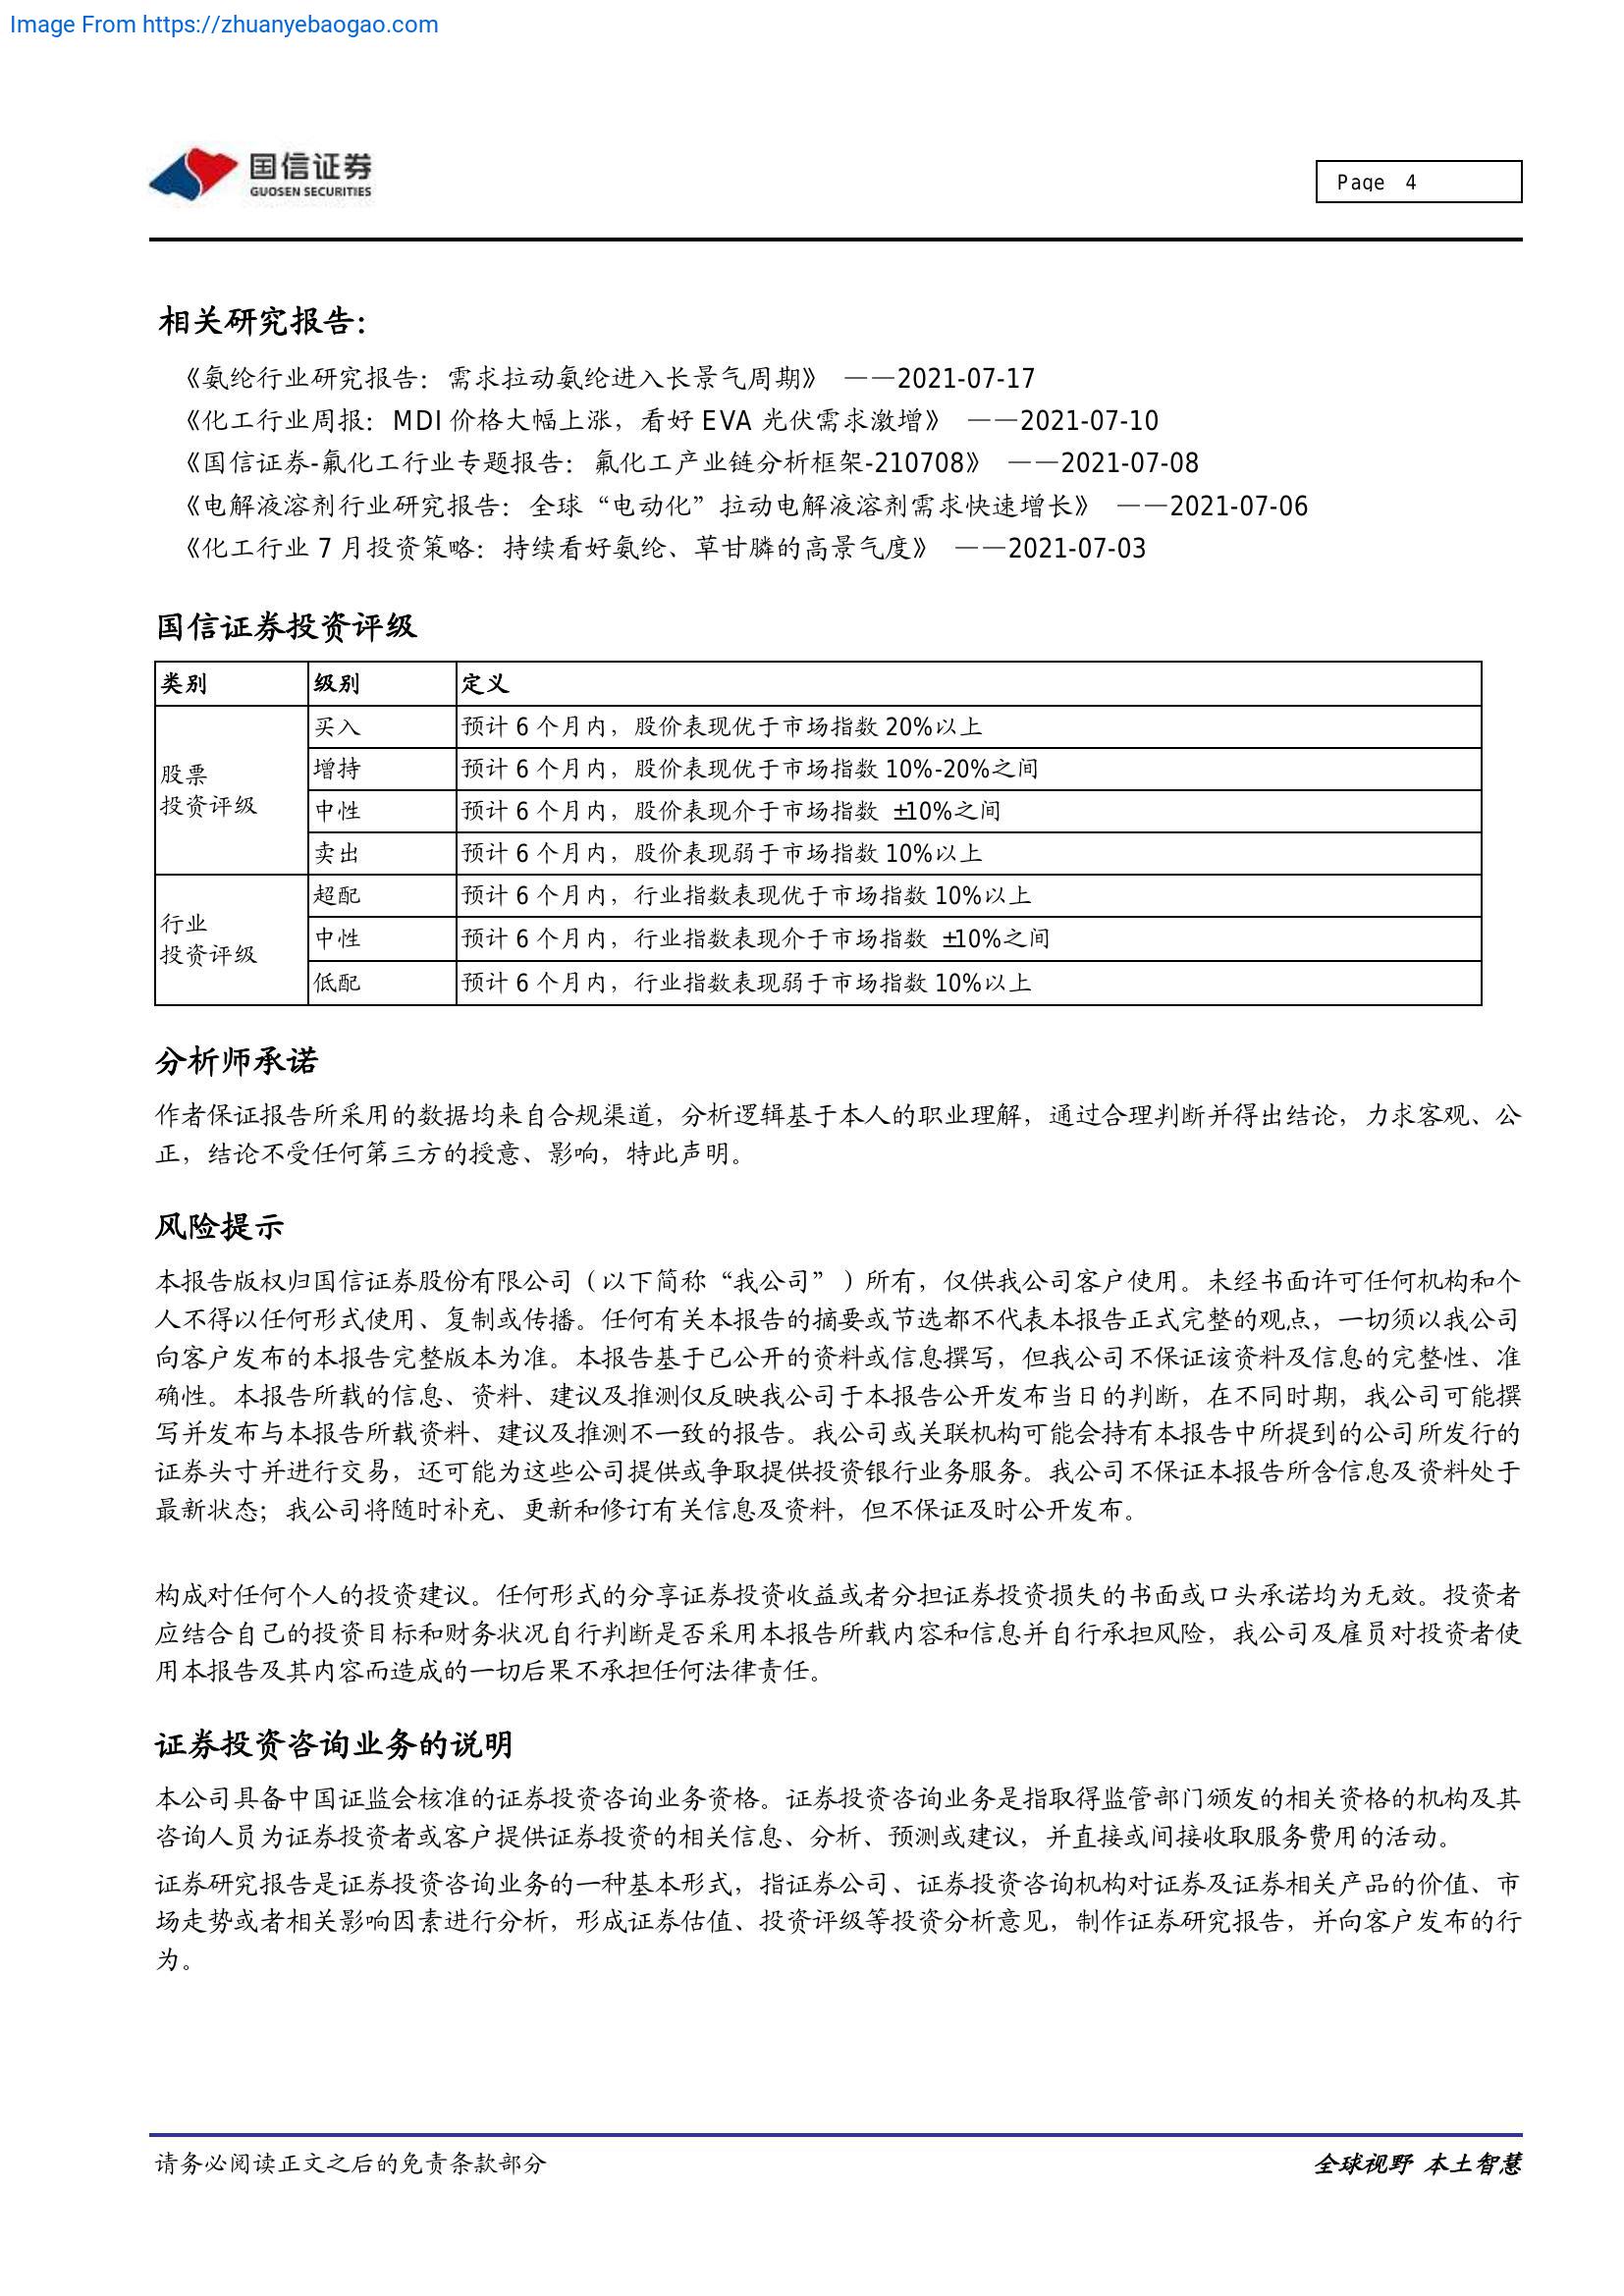 Image From https://zhuanyebaogao.com
国信证券
GUOSEN SECURITIES
Page 4
相关研究报告：
《氨纶行业研究报告：需求拉动氨纶进入长景气周期》 ——2021-07-17
《化工行业周报：MDI 价格大幅上涨，看好 EVA 光伏需求激增》 ——2021-07-10
《国信证券-氟化工行业专题报告：氟化工产业链分析框架-210708》 ——2021-07-08
《电解液溶剂行业研究报告：全球“电动化”拉动电解液溶剂需求快速增长》 ——2021-07-06
《化工行业 7 月投资策略：持续看好氨纶、草甘膦的高景气度》 ——2021-07-03
国信证券投资评级
类别 级别 定义
股票
投资评级
买入 预计 6 个月内，股价表现优于市场指数 20%以上
增持 预计 6 个月内，股价表现优于市场指数 10%-20%之间
中性 预计 6 个月内，股价表现介于市场指数 ±10%之间
卖出 预计 6 个月内，股价表现弱于市场指数 10%以上
行业
投资评级
超配 预计 6 个月内，行业指数表现优于市场指数 10%以上
中性 预计 6 个月内，行业指数表现介于市场指数 ±10%之间
低配 预计 6 个月内，行业指数表现弱于市场指数 10%以上
分析师承诺
作者保证报告所采用的数据均来自合规渠道，分析逻辑基于本人的职业理解，通过合理判断并得出结论，力求客观、公
正，结论不受任何第三方的授意、影响，特此声明。
风险提示
本报告版权归国信证券股份有限公司（以下简称“我公司”）所有，仅供我公司客户使用。未经书面许可任何机构和个
人不得以任何形式使用、复制或传播。任何有关本报告的摘要或节选都不代表本报告正式完整的观点，一切须以我公司
向客户发布的本报告完整版本为准。本报告基于已公开的资料或信息撰写，但我公司不保证该资料及信息的完整性、准
确性。本报告所载的信息、资料、建议及推测仅反映我公司于本报告公开发布当日的判断，在不同时期，我公司可能撰
写并发布与本报告所载资料、建议及推测不一致的报告。我公司或关联机构可能会持有本报告中所提到的公司所发行的
证券头寸并进行交易，还可能为这些公司提供或争取提供投资银行业务服务。我公司不保证本报告所含信息及资料处于
最新状态；我公司将随时补充、更新和修订有关信息及资料，但不保证及时公开发布。
构成对任何个人的投资建议。任何形式的分享证券投资收益或者分担证券投资损失的书面或口头承诺均为无效。投资者
应结合自己的投资目标和财务状况自行判断是否采用本报告所载内容和信息并自行承担风险，我公司及雇员对投资者使
用本报告及其内容而造成的一切后果不承担任何法律责任。
证券投资咨询业务的说明
本公司具备中国证监会核准的证券投资咨询业务资格。证券投资咨询业务是指取得监管部门颁发的相关资格的机构及其
咨询人员为证券投资者或客户提供证券投资的相关信息、分析、预测或建议，并直接或间接收取服务费用的活动。
证券研究报告是证券投资咨询业务的一种基本形式，指证券公司、证券投资咨询机构对证券及证券相关产品的价值、市
场走势或者相关影响因素进行分析，形成证券估值、投资评级等投资分析意见，制作证券研究报告，并向客户发布的行
为。
请务必阅读正文之后的免责条款部分
全球视野 本土智慧